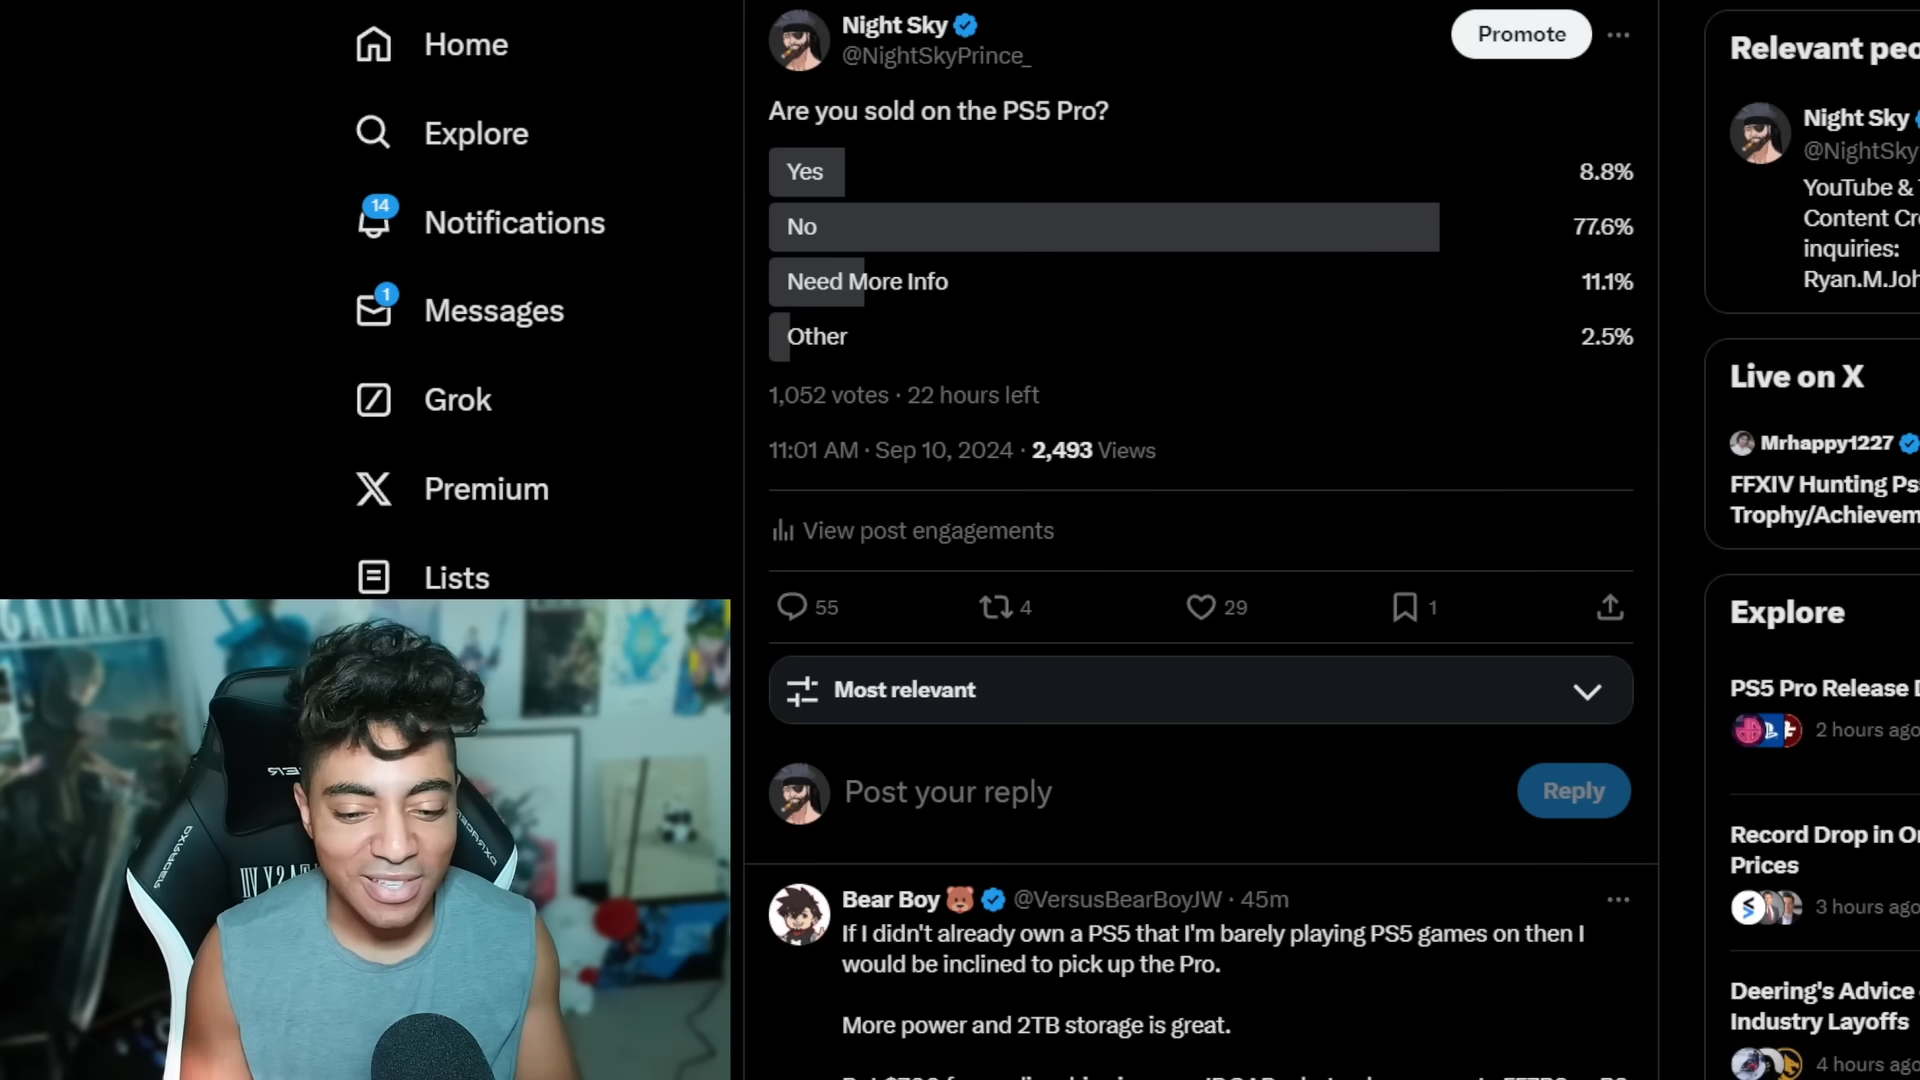 Home
Explore
14
Notifications
1
Messages
Grok
Premium
Lists
Night Sky
@NightSkyPrince_
Promote
Are you sold on the PS5 Pro?
Yes 8.8%
No 77.6%
Need More Info 11.1%
Other 2.5%
1,052 votes · 22 hours left
11:01 AM · Sep 10, 2024 · 2,493 Views
View post engagements
55 4 29 1
Most relevant
Post your reply
Reply
Bear Boy 🐻 @VersusBearBoyJW · 45m
If I didn't already own a PS5 that I'm barely playing PS5 games on then I
would be inclined to pick up the Pro.
More power and 2TB storage is great.
Relevant peo
Night Sky
@NightSky
YouTube & T
Content Cre
inquiries:
Ryan.M.Joh
Live on X
Mrhappy1227
FFXIV Hunting Ps
Trophy/Achievem
Explore
PS5 Pro Release D
2 hours ago
Record Drop in Or
Prices
3 hours ago
Deering's Advice
Industry Layoffs
4 hours ago
DXRACER
DXRACER